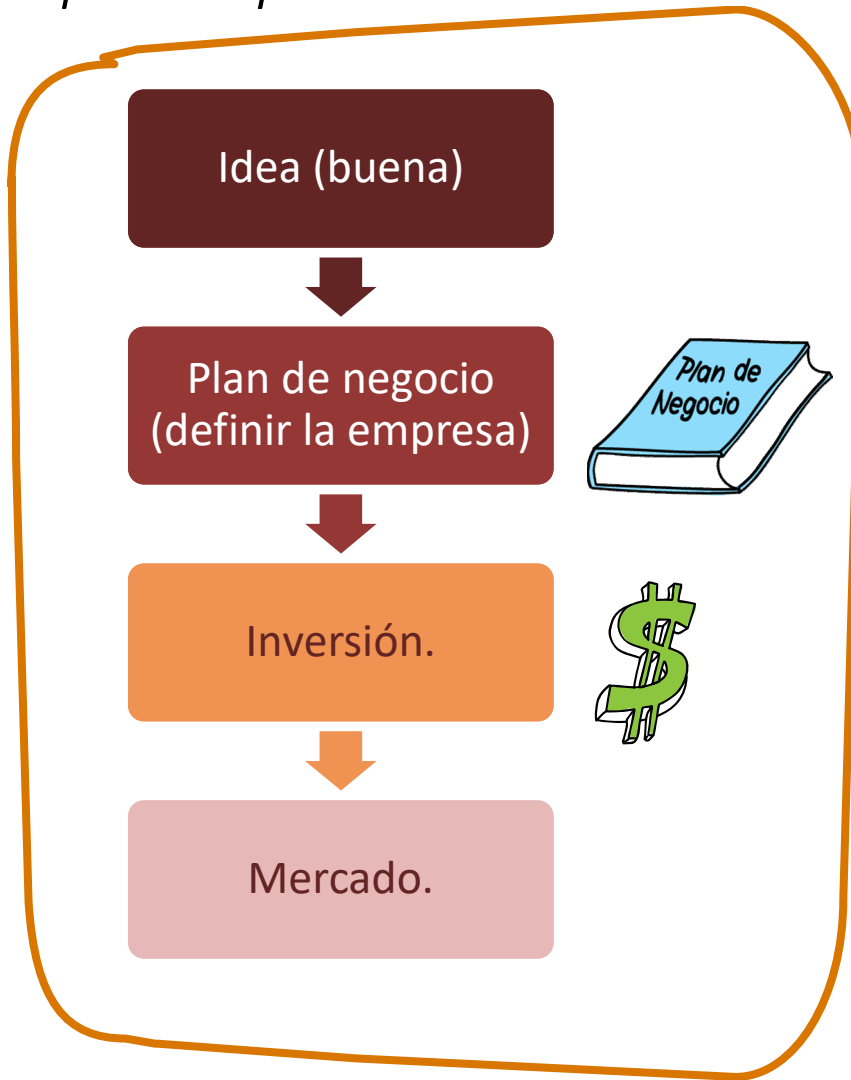 Idea (buena)
Plan de negocio
(definir la empresa)
Plan de
Negocio
Inversión.
Mercado.